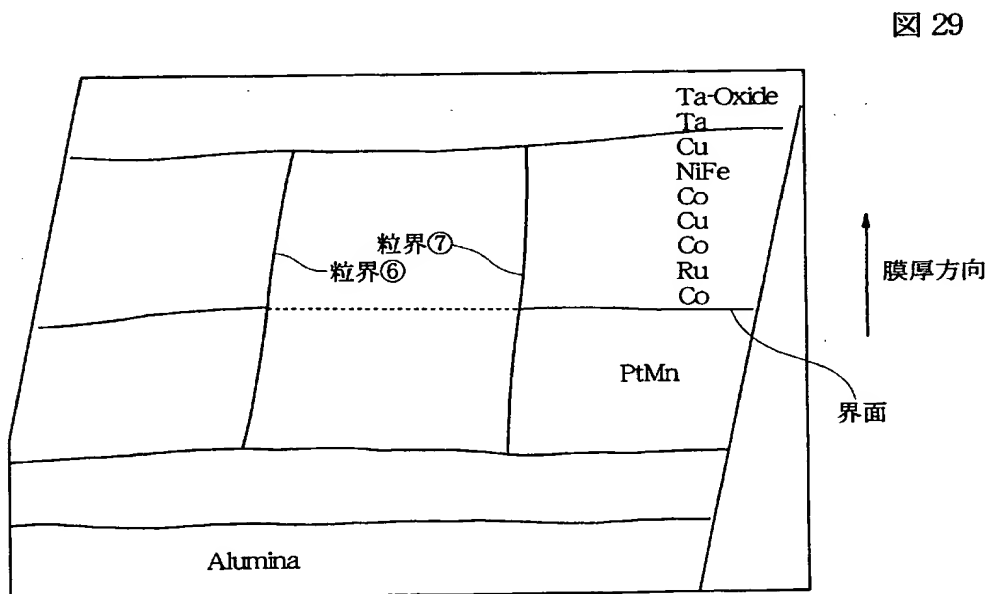 図 29
Ta-Oxide
Ta
Cu
NiFe
Co
Cu
Co
Ru
Co
粒界⑦
粒界⑥
膜厚方向
PtMn
界面
Alumina